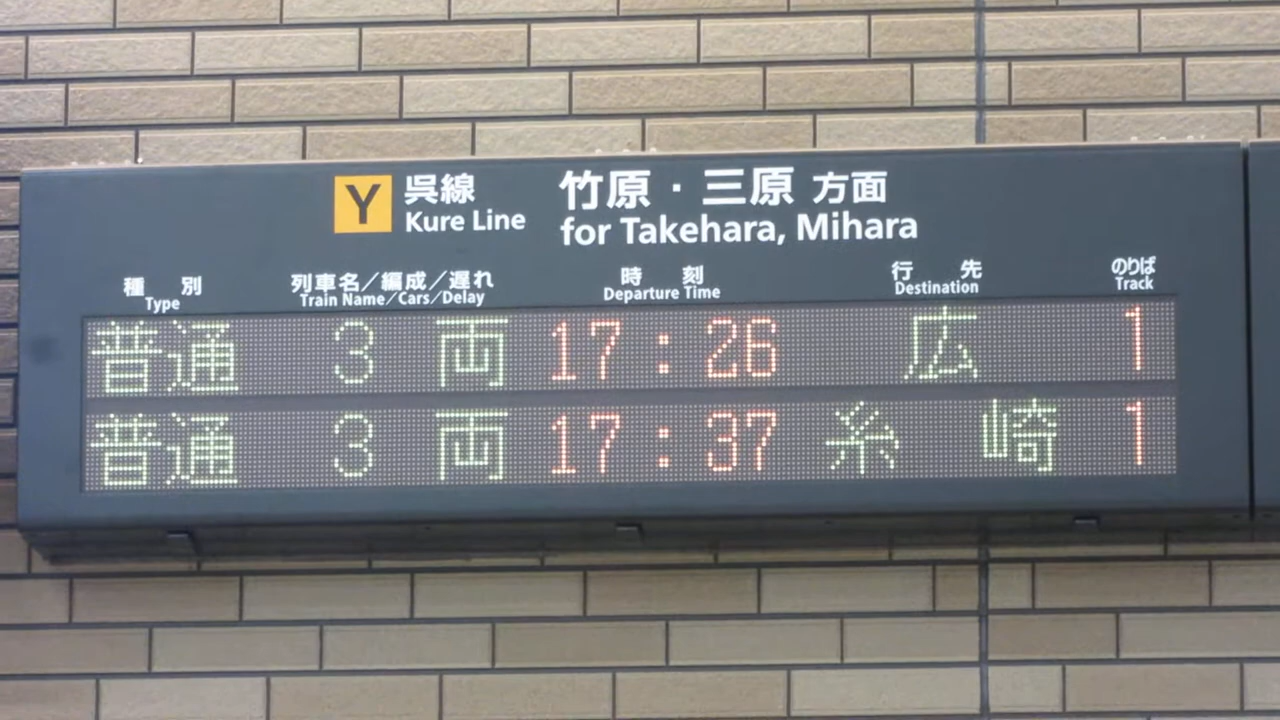 Y 呉線 竹原・三原 方面
Kure Line for Takehara, Mihara
種別 列車名／編成／遅れ 時刻 行先 のりば
Type Train Name／Cars／Delay Departure Time Destination Track
普通 3両 17:26 広 1
普通 3両 17:37 糸崎 1